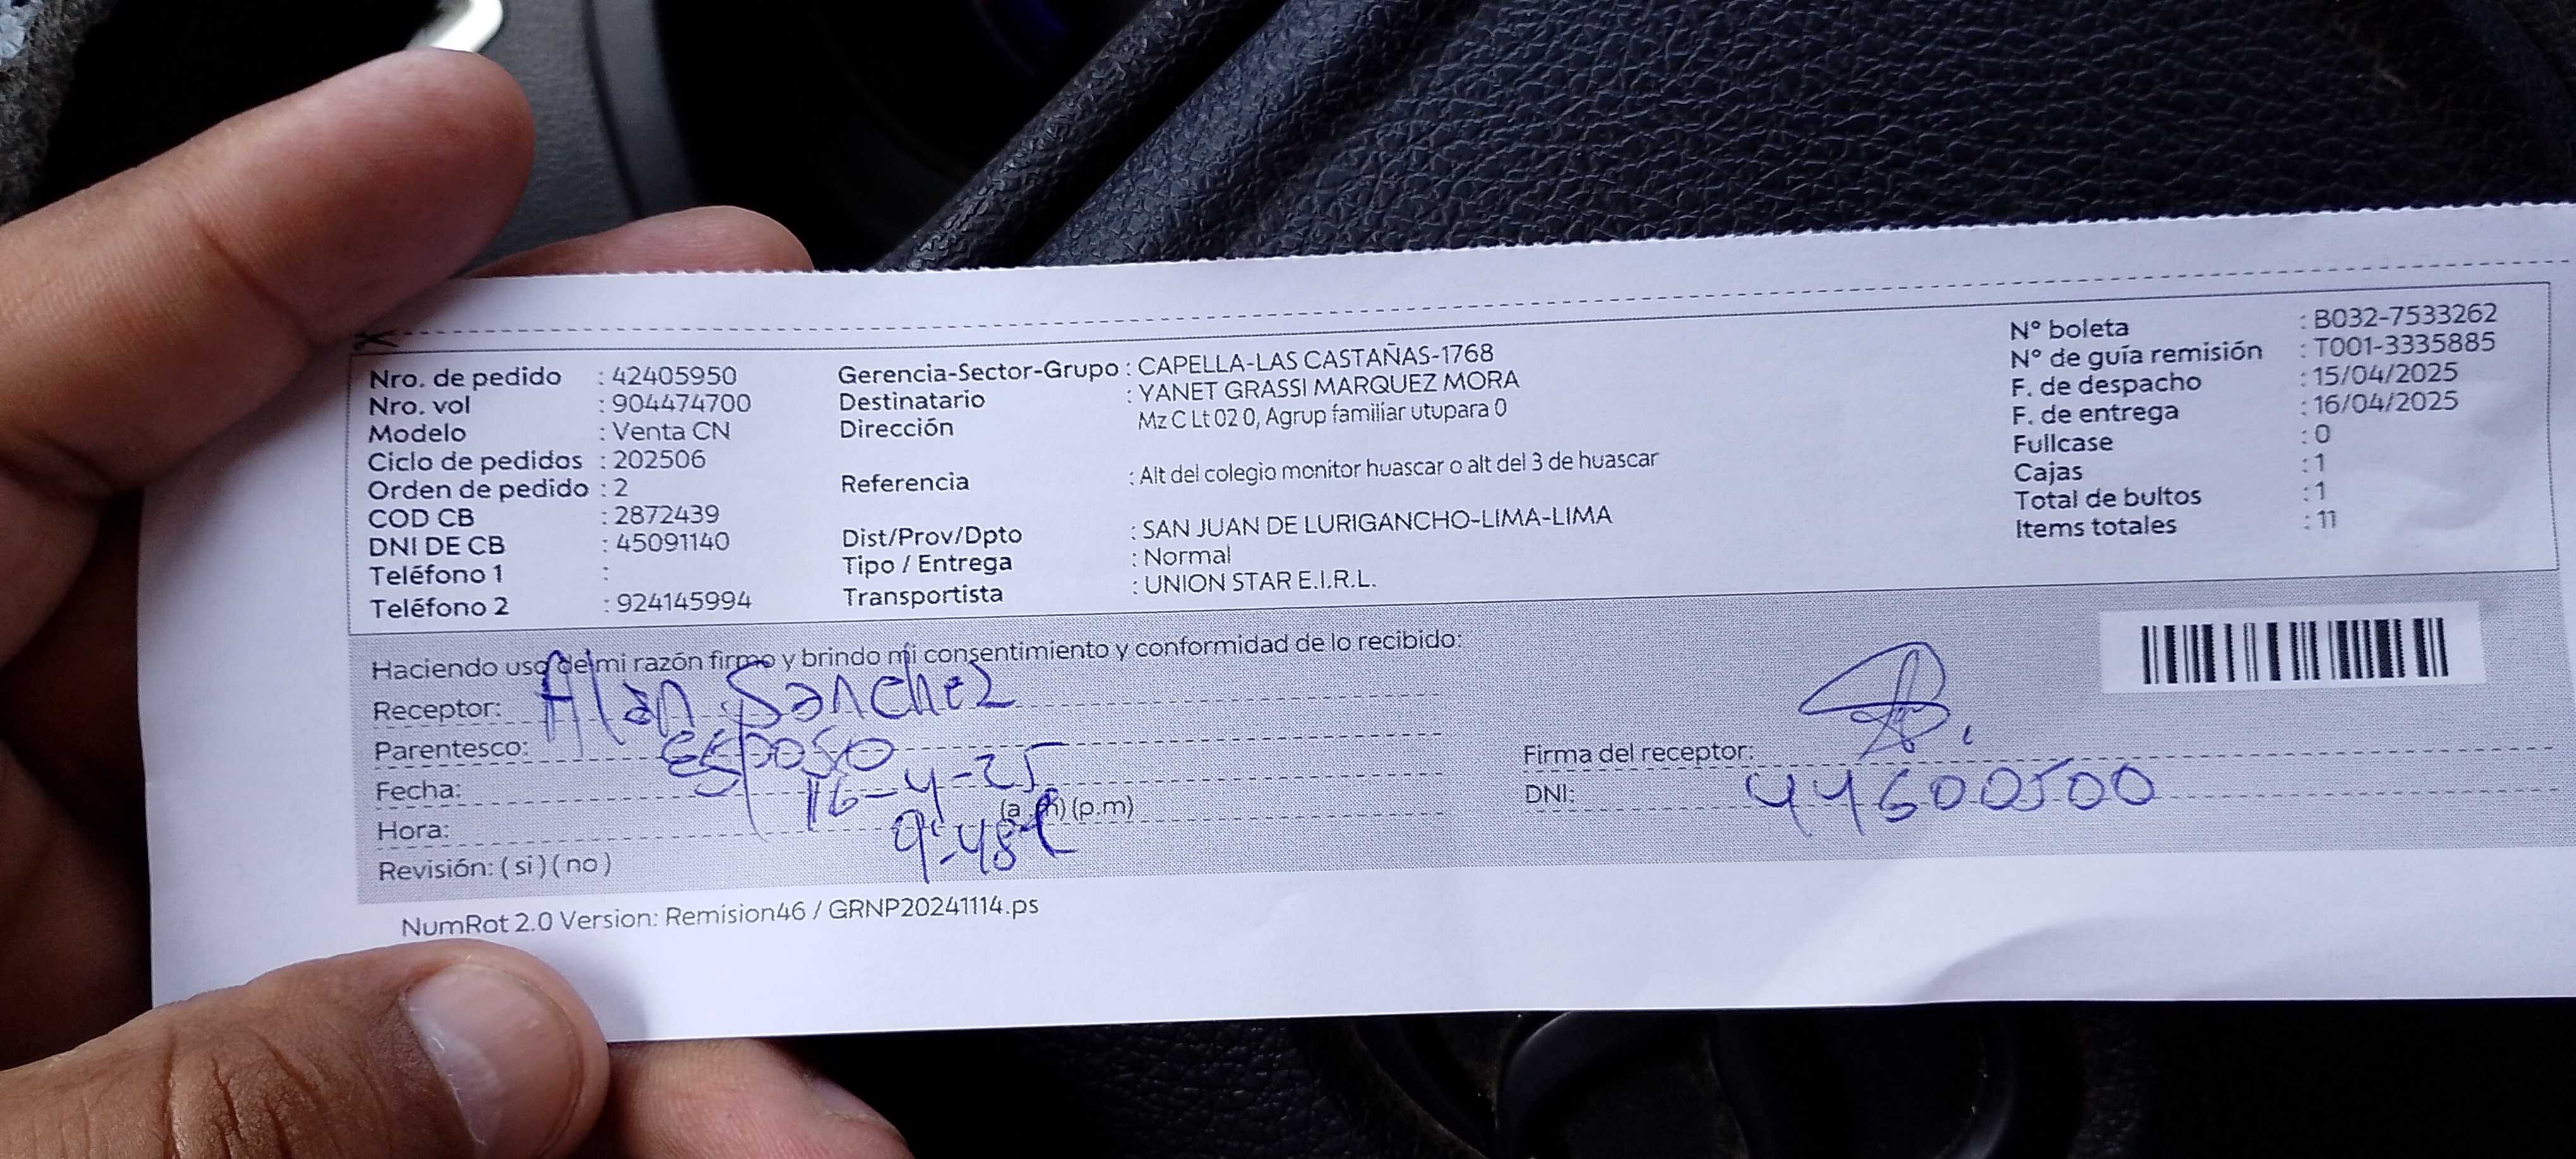 Nro. de pedido : 42405950
Nro. vol : 904474700
Modelo : Venta CN
Ciclo de pedidos : 202506
Orden de pedido : 2
COD CB : 2872439
DNI DE CB : 45091140
Teléfono 1 :
Teléfono 2 : 924145994
Gerencia-Sector-Grupo : CAPELLA-LAS CASTAÑAS-1768
Destinatario : YANET GRASSI MARQUEZ MORA
Dirección Mz C Lt 02 0, Agrup familiar utupara 0
Referencia : Alt del colegio monitor huascar o alt del 3 de huascar
Dist/Prov/Dpto : SAN JUAN DE LURIGANCHO-LIMA-LIMA
Tipo / Entrega : Normal
Transportista : UNION STAR E.I.R.L.
N° boleta : B032-7533262
N° de guía remisión : T001-3335885
F. de despacho : 15/04/2025
F. de entrega : 16/04/2025
Fullcase : 0
Cajas : 1
Total de bultos : 1
Items totales : 11
Haciendo uso de mi razón firmo y brindo mi consentimiento y conformidad de lo recibido:
Receptor: Alan Sanchez
Parentesco: esposo
Fecha: 16-4-25
Hora: 9:48 (a.m) (p.m)
Revisión: ( si ) ( no )
Firma del receptor:
DNI: 44600500
NumRot 2.0 Version: Remision46 / GRNP20241114.ps